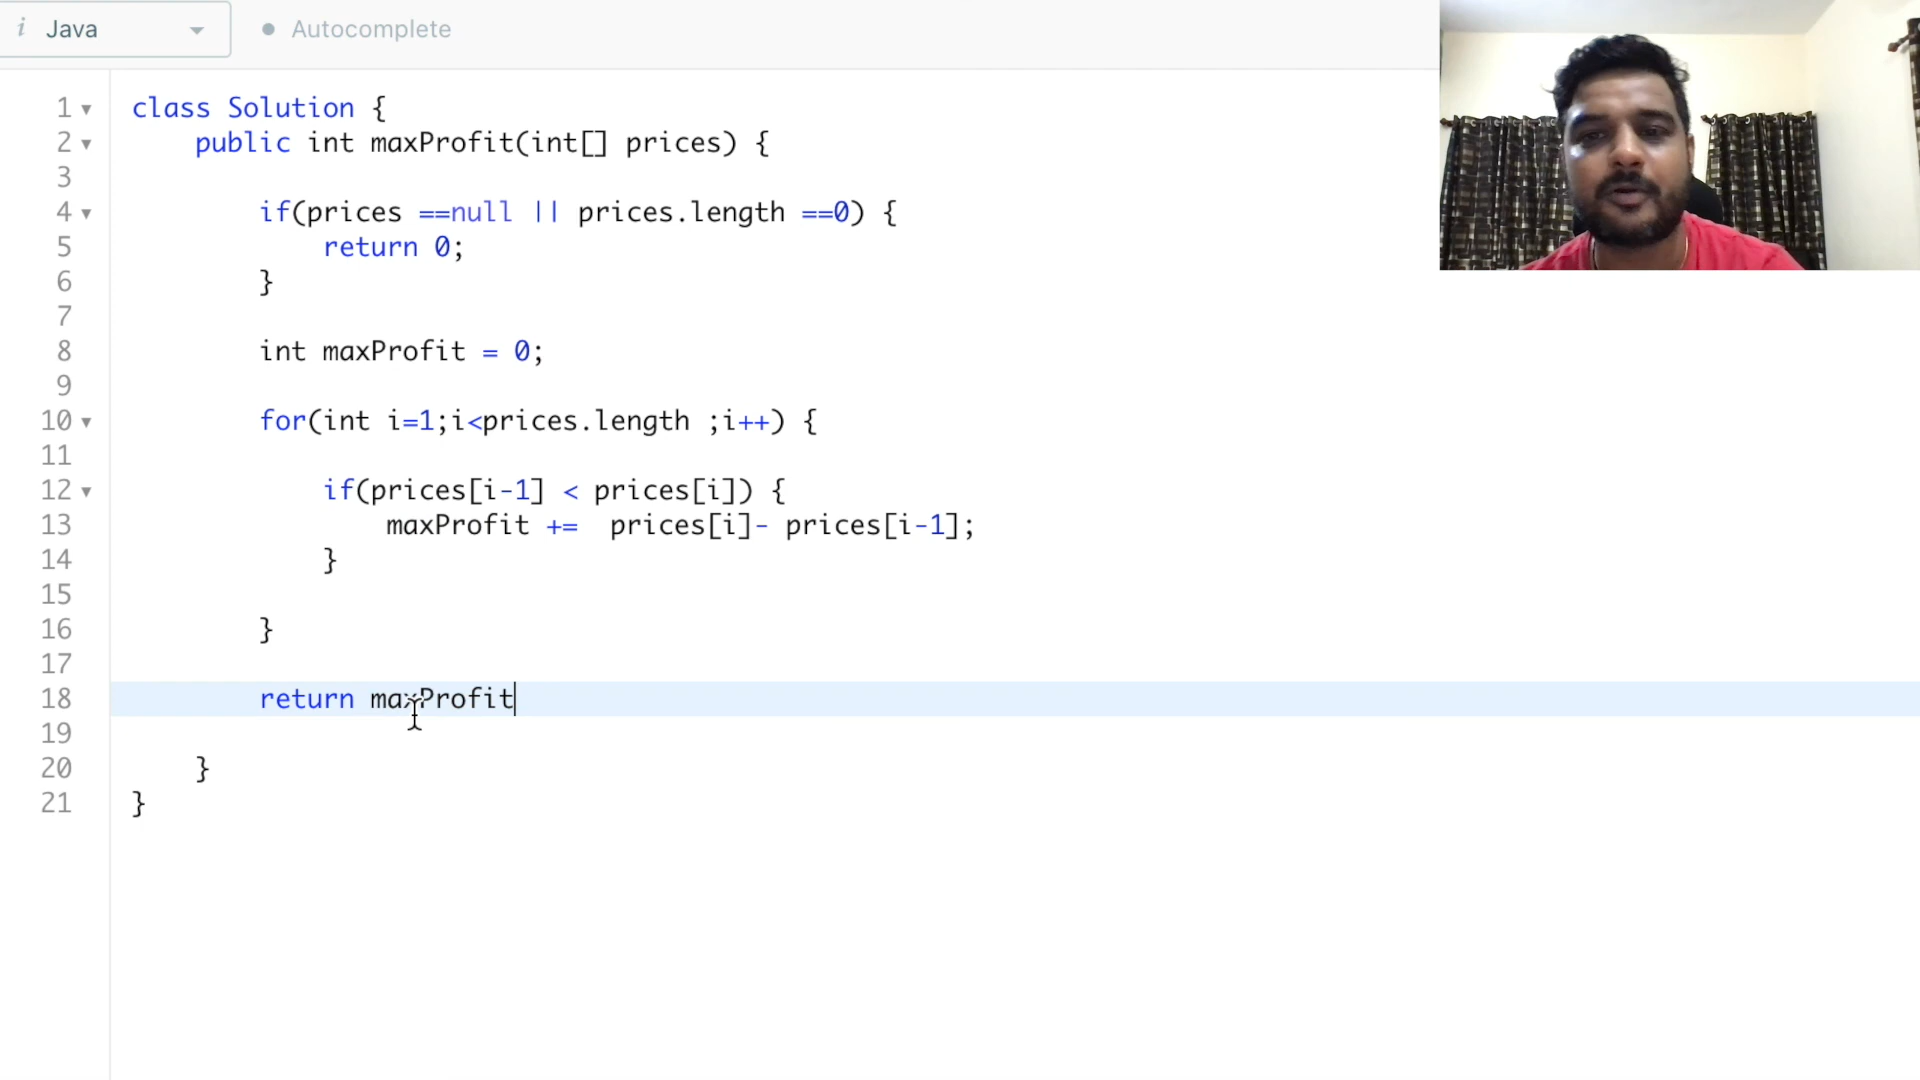 i Java
Autocomplete
1 class Solution {
2 public int maxProfit(int[] prices) {
3
4 if(prices ==null || prices.length ==0) {
5 return 0;
6 }
7
8 int maxProfit = 0;
9
10 for(int i=1;i<prices.length ;i++) {
11
12 if(prices[i-1] < prices[i]) {
13 maxProfit +=  prices[i]- prices[i-1];
14 }
15
16 }
17
18 return maxProfit
19
20 }
21 }